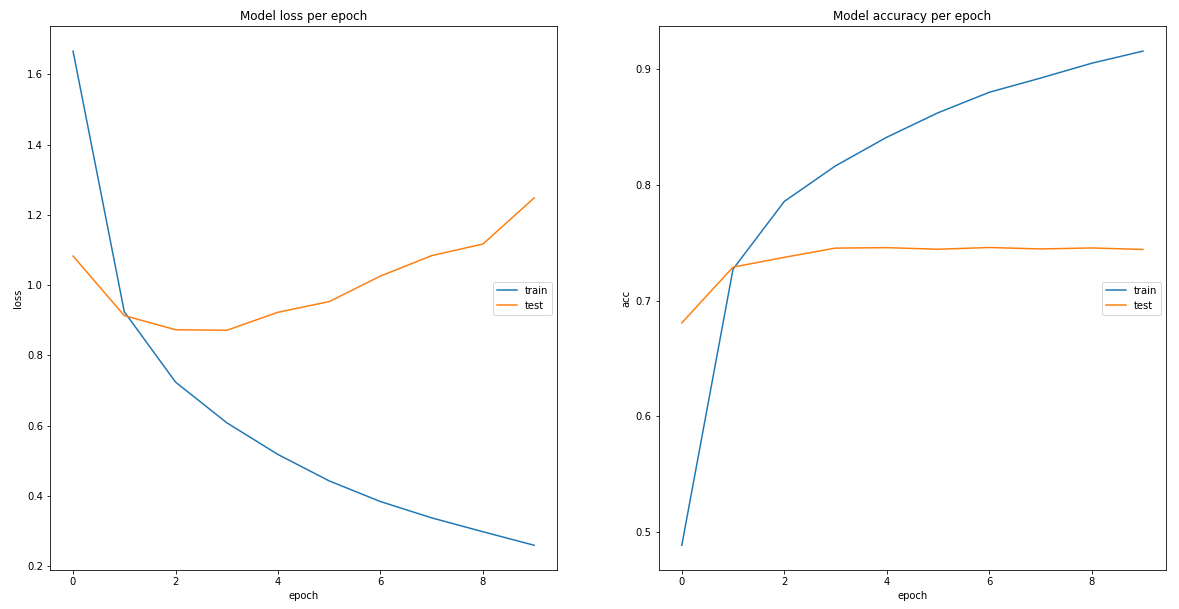 Model loss per epoch
loss
1.6
1.4
1.2
1.0
0.8
0.6
0.4
0.2
0 2 4 6 8
epoch
train
test
Model accuracy per epoch
acc
0.9
0.8
0.7
0.6
0.5
0 2 4 6 8
epoch
train
test